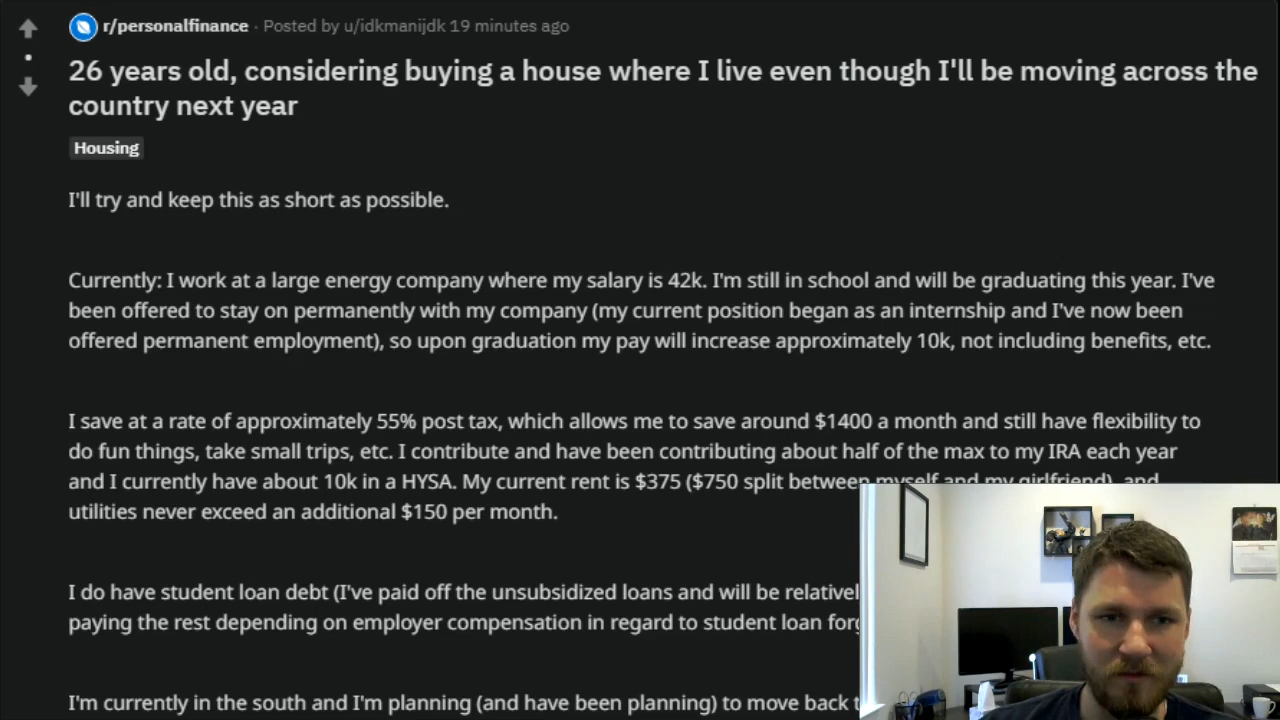 r/personalfinance · Posted by u/idkmanijdk 19 minutes ago
26 years old, considering buying a house where I live even though I'll be moving across the
country next year
Housing
I'll try and keep this as short as possible.
Currently: I work at a large energy company where my salary is 42k. I'm still in school and will be graduating this year. I've
been offered to stay on permanently with my company (my current position began as an internship and I've now been
offered permanent employment), so upon graduation my pay will increase approximately 10k, not including benefits, etc.
I save at a rate of approximately 55% post tax, which allows me to save around $1400 a month and still have flexibility to
do fun things, take small trips, etc. I contribute and have been contributing about half of the max to my IRA each year
and I currently have about 10k in a HYSA. My current rent is $375 ($750 split between myself and my girlfriend), and
utilities never exceed an additional $150 per month.
I do have student loan debt (I've paid off the unsubsidized loans and will be
paying the rest depending on employer compensation in regard to student loan
I'm currently in the south and I'm planning (and have been planning) to move back